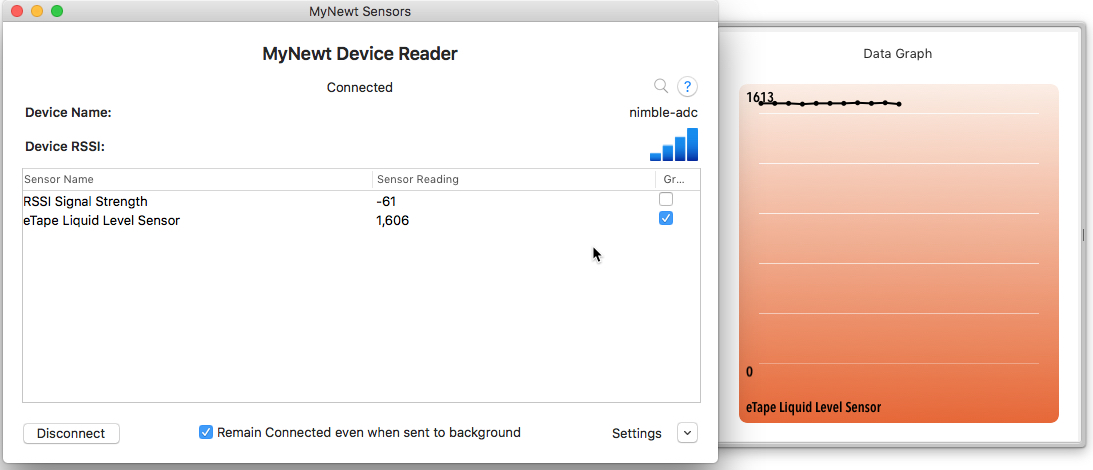 MyNewt Sensors
MyNewt Device Reader
Connected
?
Device Name:
nimble-adc
Device RSSI:
Sensor Name Sensor Reading Gr...
RSSI Signal Strength -61
eTape Liquid Level Sensor 1,606
Disconnect
Remain Connected even when sent to background
Settings
Data Graph
1613
0
eTape Liquid Level Sensor